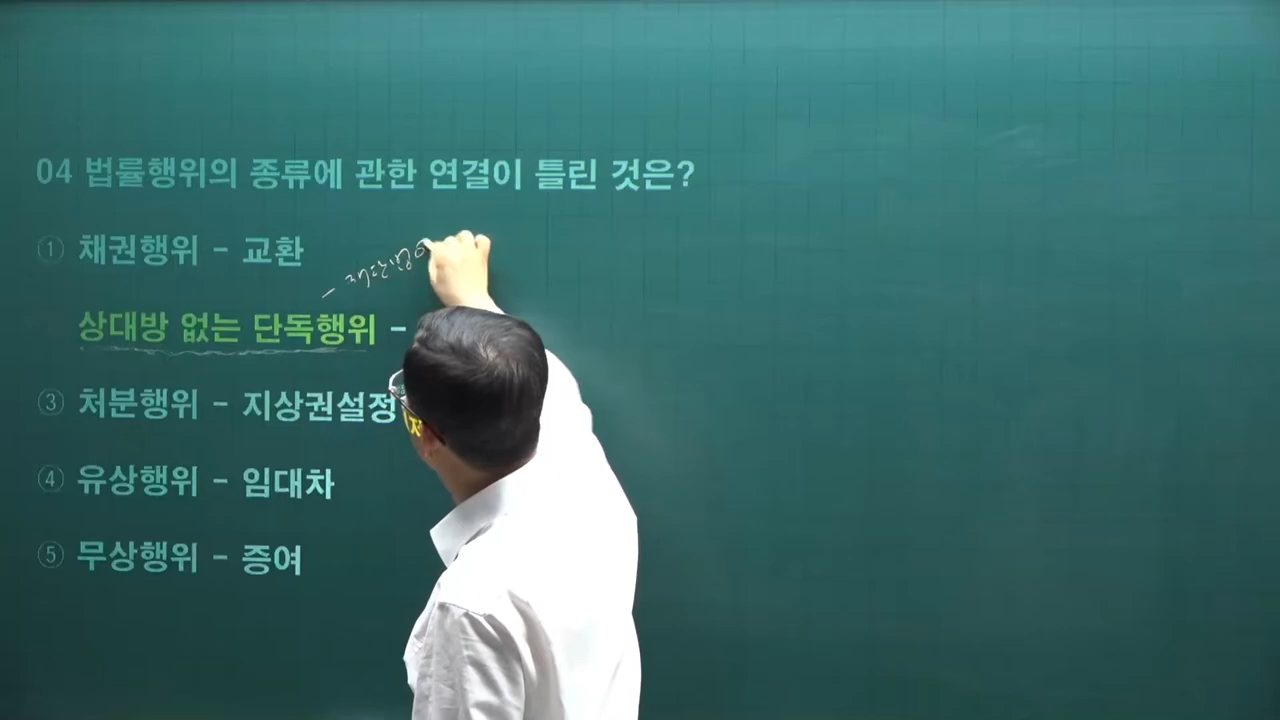 04 법률행위의 종류에 관한 연결이 틀린 것은?
① 채권행위 - 교환
- 재단법
상대방 없는 단독행위 -
③ 처분행위 - 지상권설정
④ 유상행위 - 임대차
⑤ 무상행위 - 증여